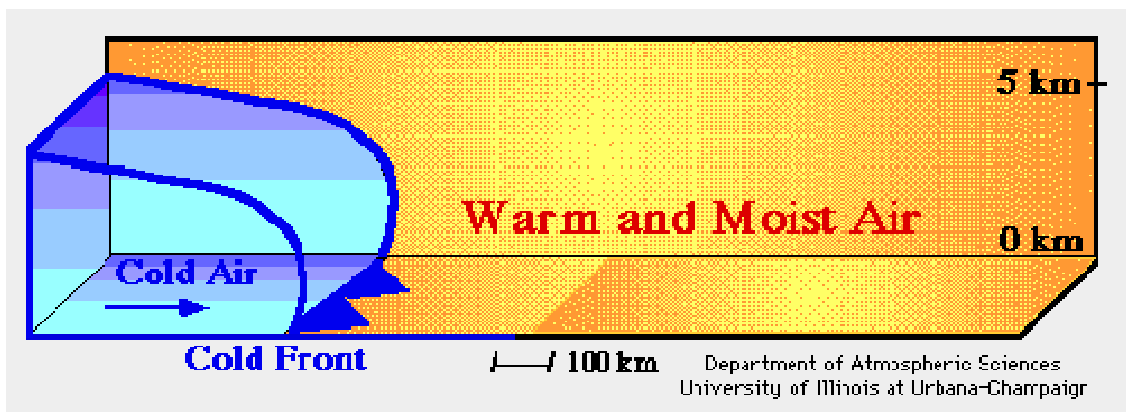 5 km
Warm and Moist Air
0 km
Cold Air
Cold Front
100 km
Department of Atmospheric Sciences
University of Illinois at Urbana-Champaigr